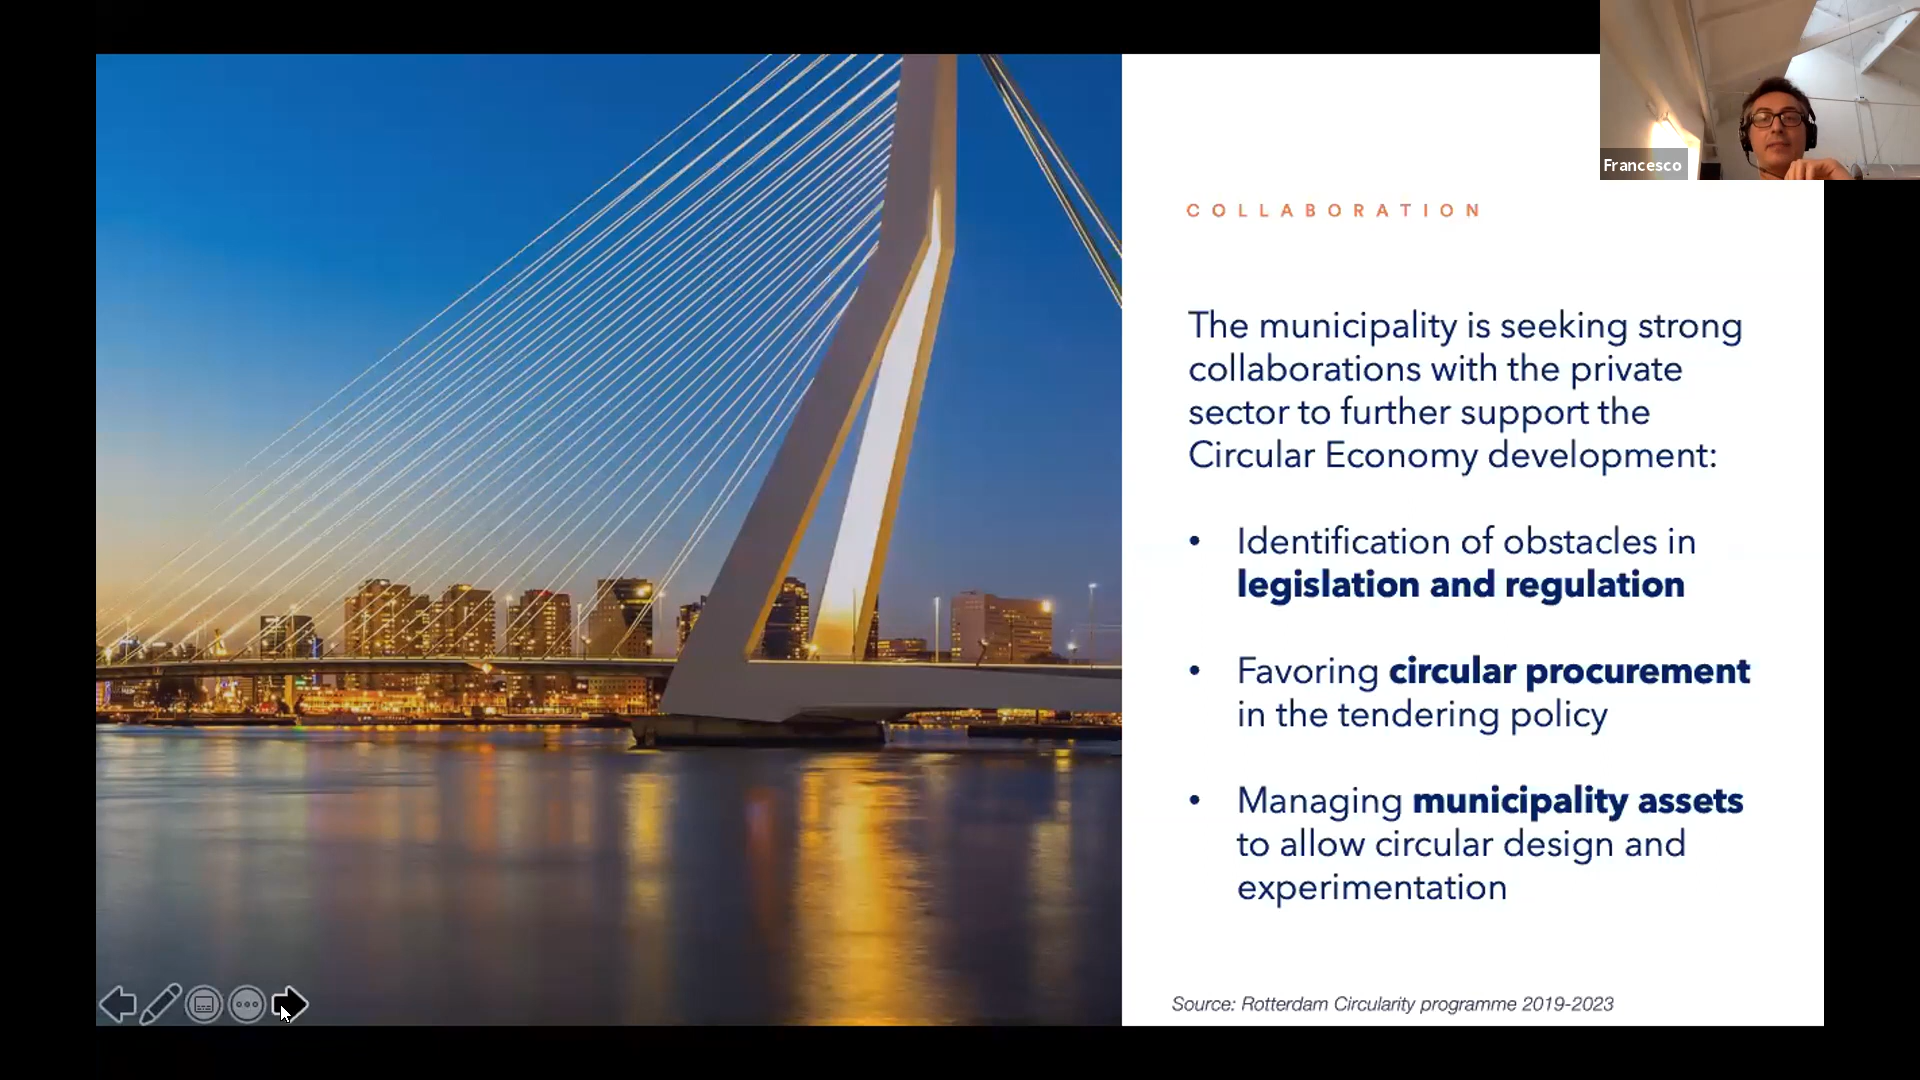 Francesco
COLLABORATION
The municipality is seeking strong
collaborations with the private
sector to further support the
Circular Economy development:
• Identification of obstacles in
legislation and regulation
• Favoring circular procurement
in the tendering policy
• Managing municipality assets
to allow circular design and
experimentation
Source: Rotterdam Circularity programme 2019-2023